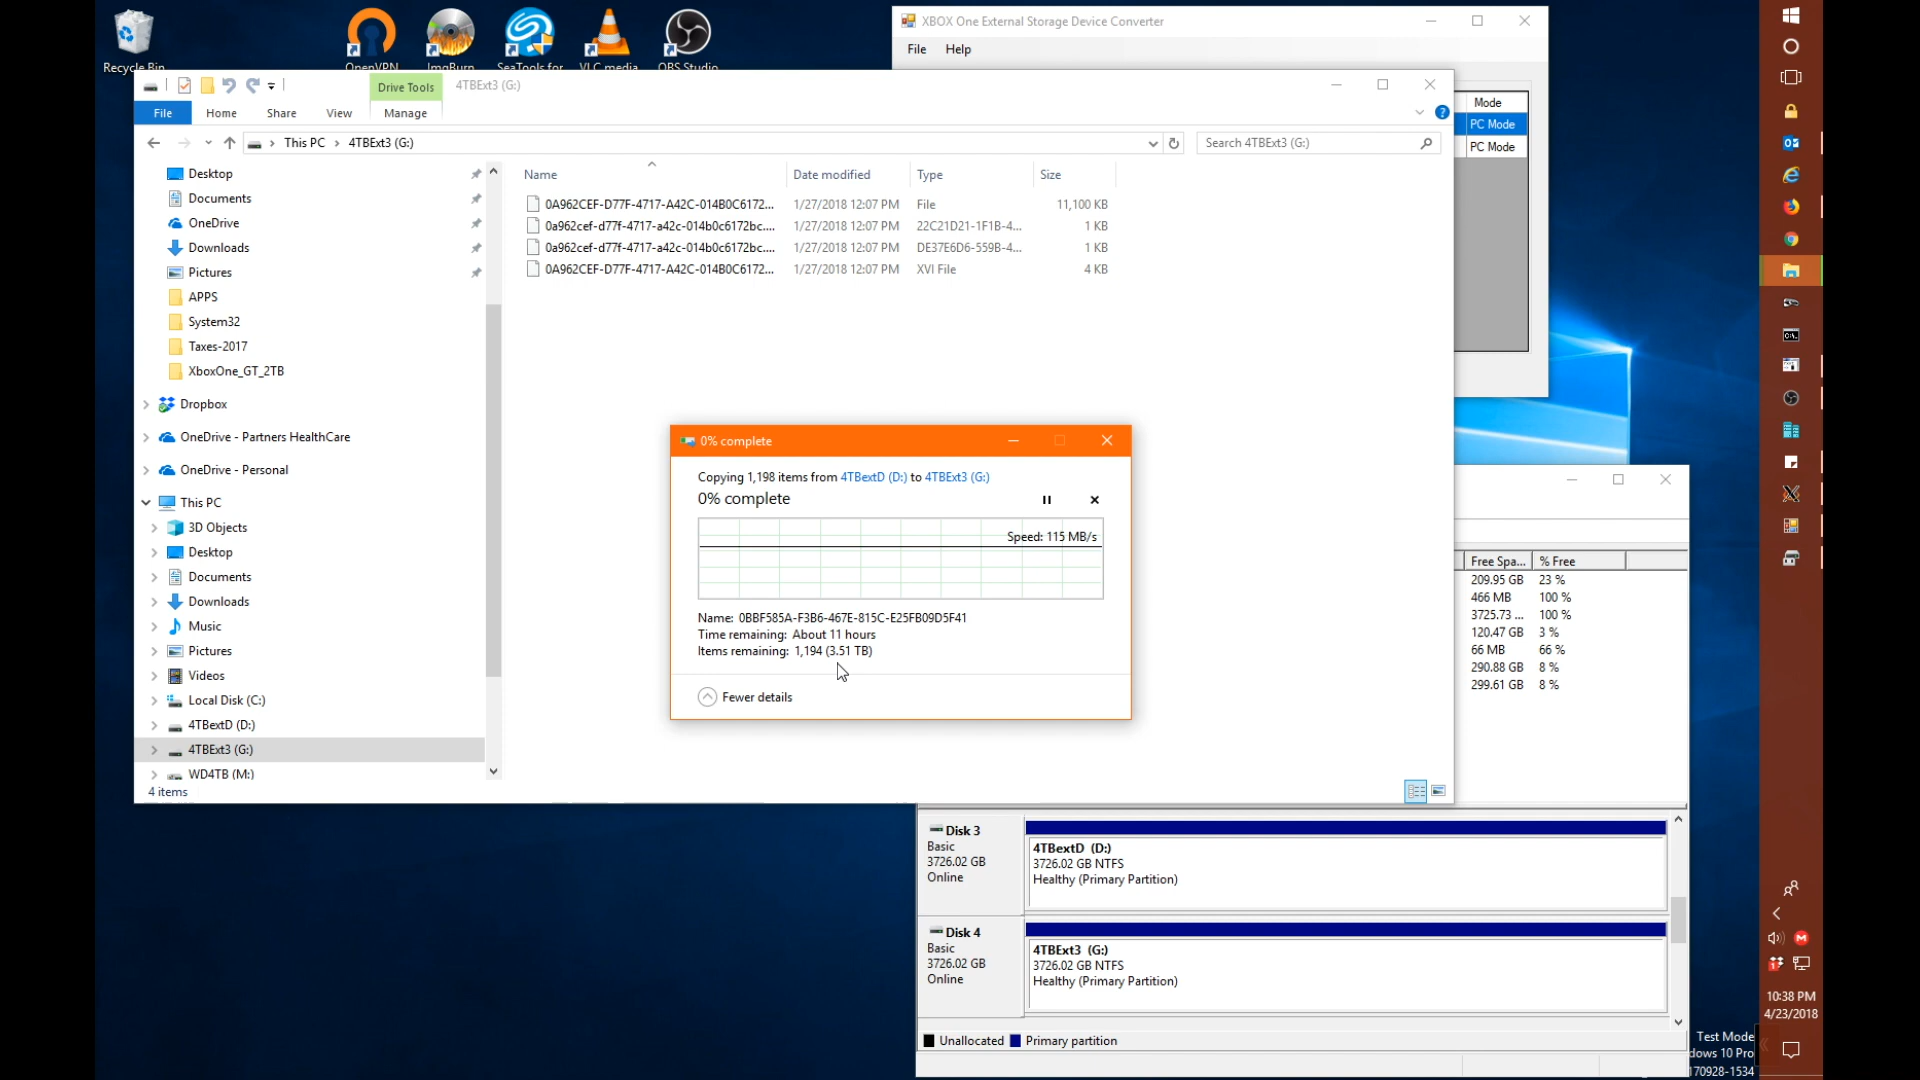 Recycle Bin
OpenVPN
ImgBurn
SeaTools for
VLC media
OBS Studio
XBOX One External Storage Device Converter
File Help
Mode
PC Mode
PC Mode
Drive Tools
4TBExt3 (G:)
File Home Share View Manage
This PC > 4TBExt3 (G:)
Search 4TBExt3 (G:)
Desktop
Documents
OneDrive
Downloads
Pictures
APPS
System32
Taxes-2017
XboxOne_GT_2TB
Dropbox
OneDrive - Partners HealthCare
OneDrive - Personal
This PC
3D Objects
Desktop
Documents
Downloads
Music
Pictures
Videos
Local Disk (C:)
4TBextD (D:)
4TBExt3 (G:)
WD4TB (M:)
4 items
Name Date modified Type Size
0A962CEF-D77F-4717-A42C-014B0C6172... 1/27/2018 12:07 PM File 11,100 KB
0a962cef-d77f-4717-a42c-014b0c6172bc.... 1/27/2018 12:07 PM 22C21D21-1F1B-4... 1 KB
0a962cef-d77f-4717-a42c-014b0c6172bc.... 1/27/2018 12:07 PM DE37E6D6-559B-4... 1 KB
0A962CEF-D77F-4717-A42C-014B0C6172... 1/27/2018 12:07 PM XVI File 4 KB
0% complete
Copying 1,198 items from 4TBextD (D:) to 4TBExt3 (G:)
0% complete
Speed: 115 MB/s
Name: 0BBF585A-F3B6-467E-815C-E25FB09D5F41
Time remaining: About 11 hours
Items remaining: 1,194 (3.51 TB)
Fewer details
Free Spa... % Free
209.95 GB 23 %
466 MB 100 %
3725.73 ... 100 %
120.47 GB 3 %
66 MB 66 %
290.88 GB 8 %
299.61 GB 8 %
Disk 3
Basic
3726.02 GB
Online
4TBextD (D:)
3726.02 GB NTFS
Healthy (Primary Partition)
Disk 4
Basic
3726.02 GB
Online
4TBExt3 (G:)
3726.02 GB NTFS
Healthy (Primary Partition)
Unallocated Primary partition
10:38 PM
4/23/2018
Test Mode
dows 10 Pro
170928-1534